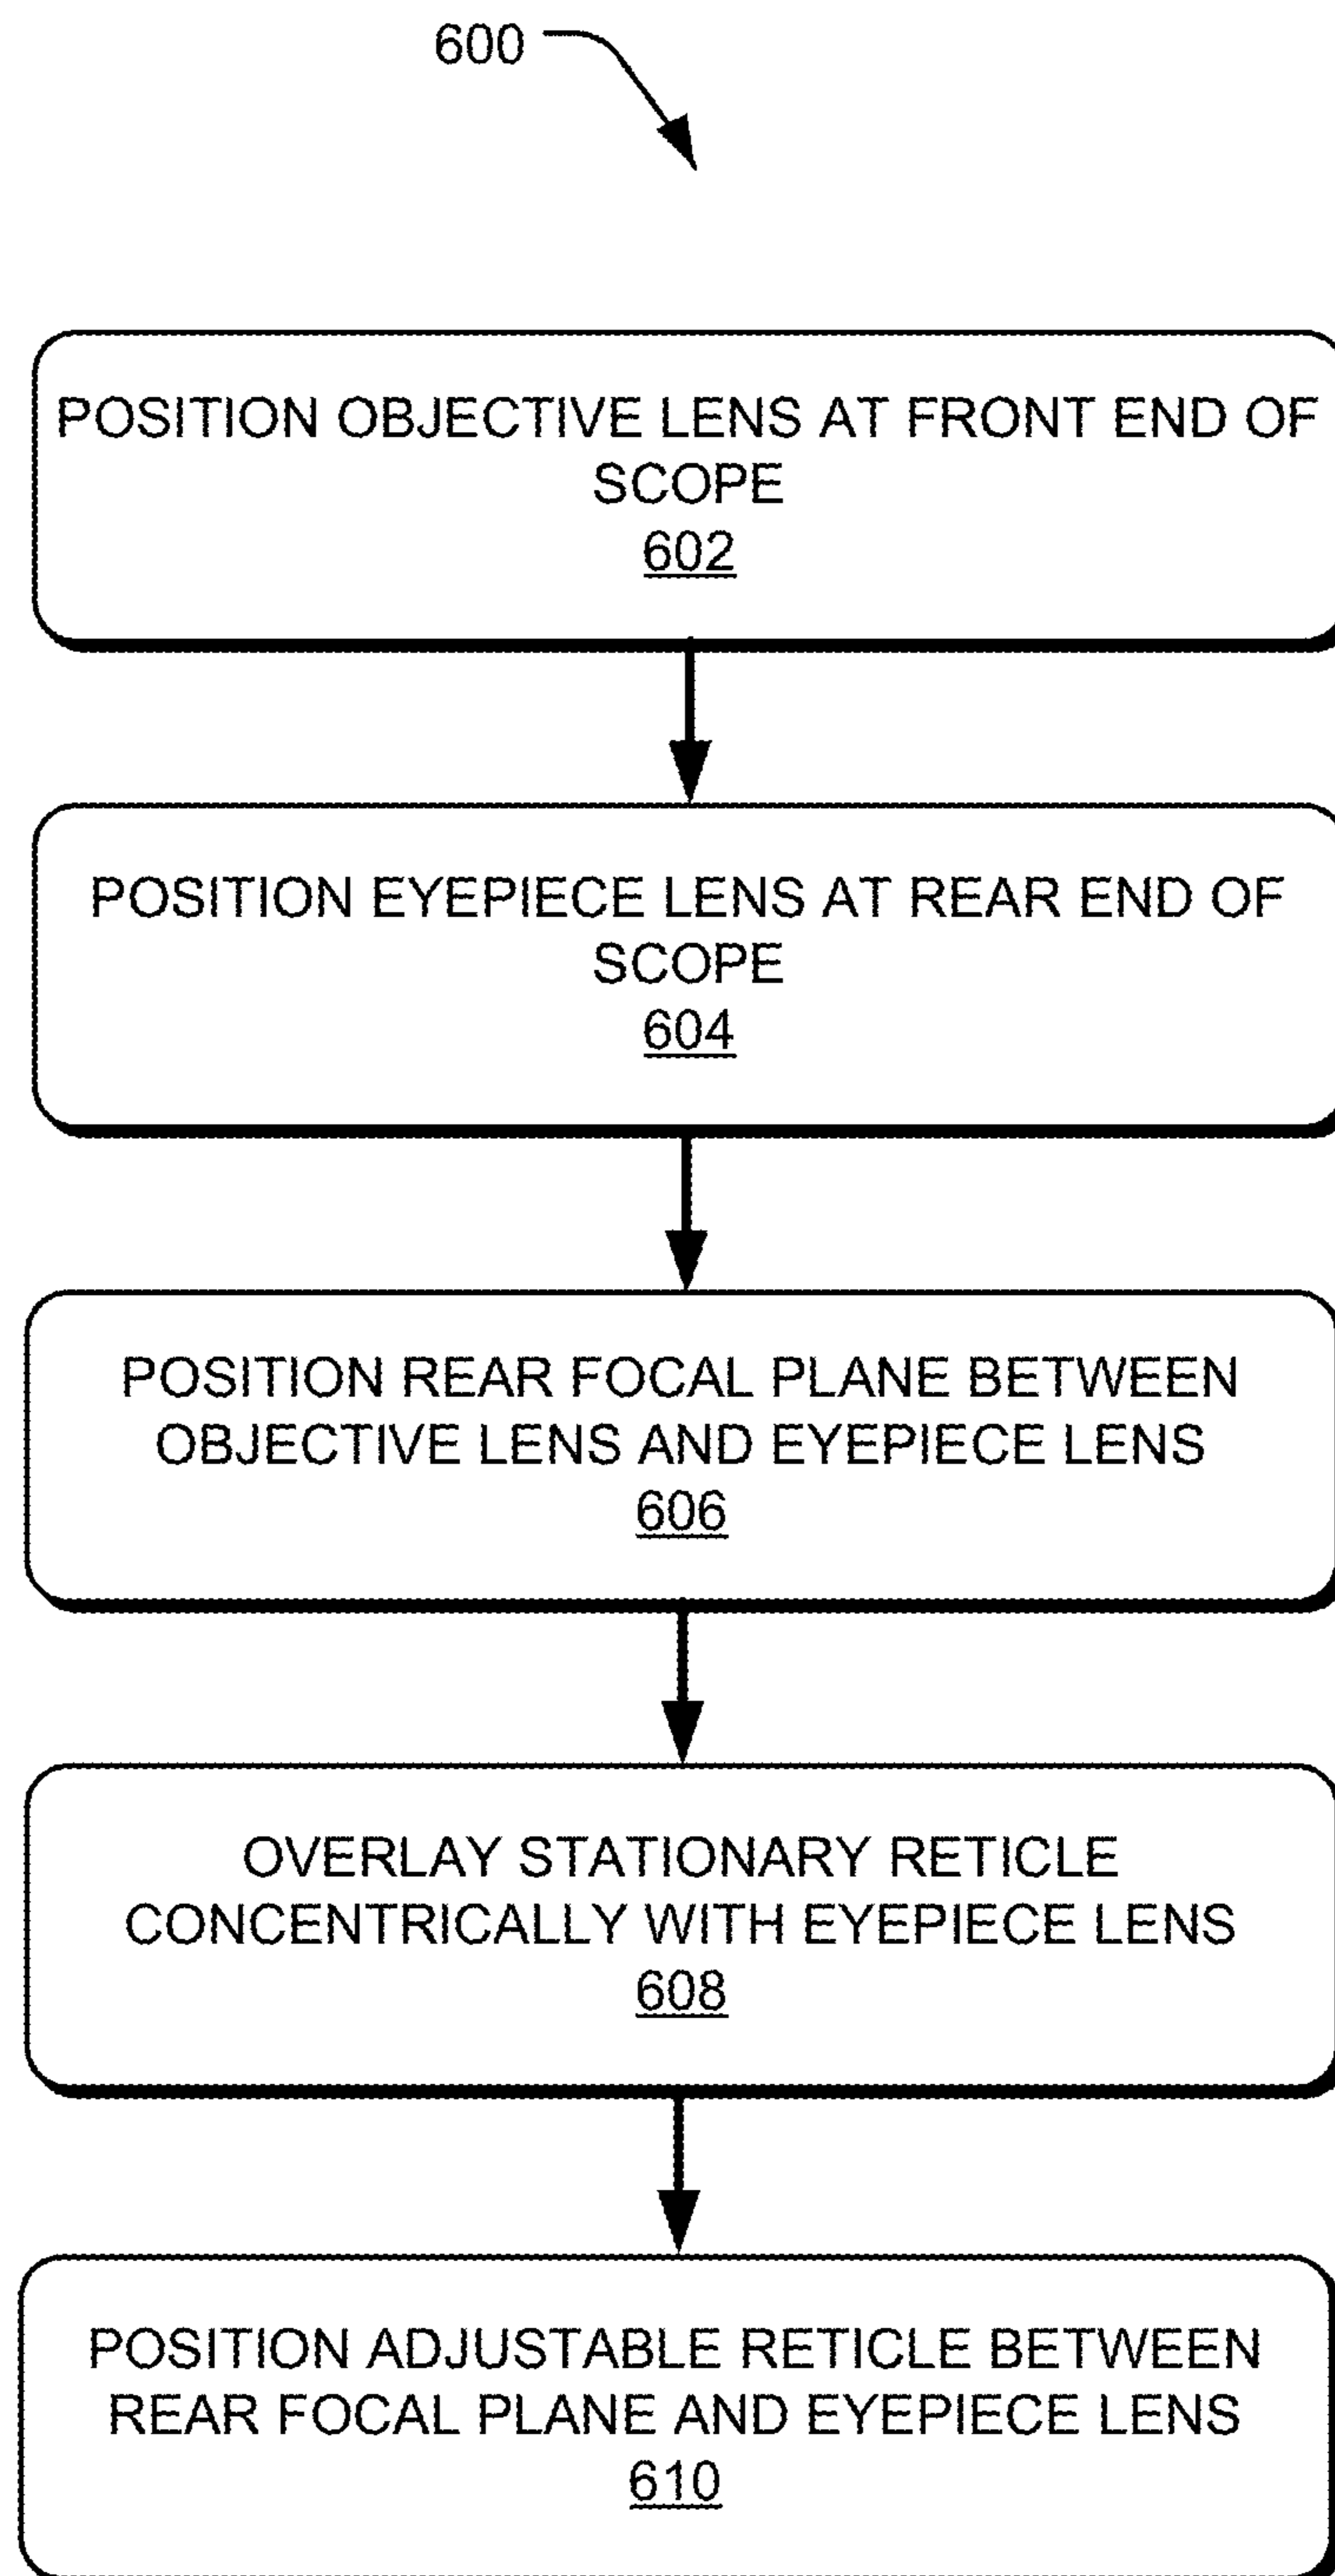 600
POSITION OBJECTIVE LENS AT FRONT END OF
SCOPE
602
POSITION EYEPIECE LENS AT REAR END OF
SCOPE
604
POSITION REAR FOCAL PLANE BETWEEN
OBJECTIVE LENS AND EYEPIECE LENS
606
OVERLAY STATIONARY RETICLE
CONCENTRICALLY WITH EYEPIECE LENS
608
POSITION ADJUSTABLE RETICLE BETWEEN
REAR FOCAL PLANE AND EYEPIECE LENS
610